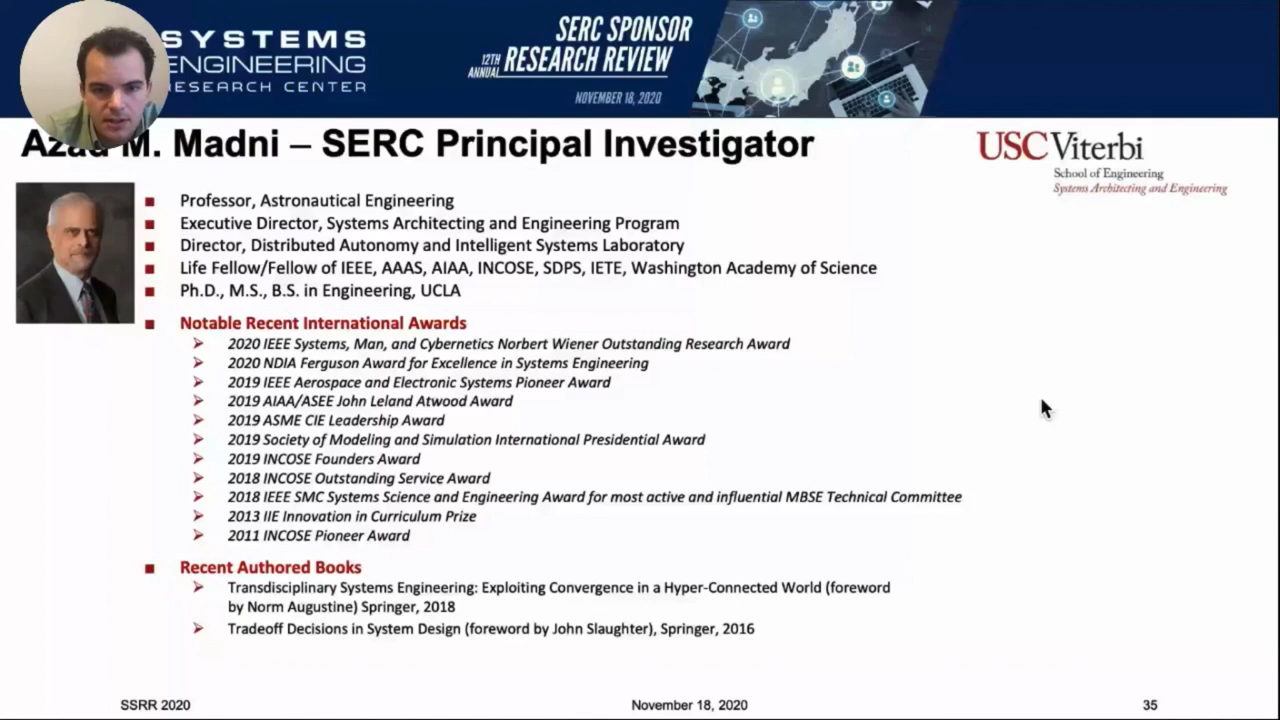 SYSTEMS
ENGINEERING
RESEARCH CENTER
SERC SPONSOR
12TH ANNUAL RESEARCH REVIEW
NOVEMBER 18, 2020
Azad M. Madni – SERC Principal Investigator
USC Viterbi
School of Engineering
Systems Architecting and Engineering
■ Professor, Astronautical Engineering
■ Executive Director, Systems Architecting and Engineering Program
■ Director, Distributed Autonomy and Intelligent Systems Laboratory
■ Life Fellow/Fellow of IEEE, AAAS, AIAA, INCOSE, SDPS, IETE, Washington Academy of Science
■ Ph.D., M.S., B.S. in Engineering, UCLA
■ Notable Recent International Awards
➢ 2020 IEEE Systems, Man, and Cybernetics Norbert Wiener Outstanding Research Award
➢ 2020 NDIA Ferguson Award for Excellence in Systems Engineering
➢ 2019 IEEE Aerospace and Electronic Systems Pioneer Award
➢ 2019 AIAA/ASEE John Leland Atwood Award
➢ 2019 ASME CIE Leadership Award
➢ 2019 Society of Modeling and Simulation International Presidential Award
➢ 2019 INCOSE Founders Award
➢ 2018 INCOSE Outstanding Service Award
➢ 2018 IEEE SMC Systems Science and Engineering Award for most active and influential MBSE Technical Committee
➢ 2013 IIE Innovation in Curriculum Prize
➢ 2011 INCOSE Pioneer Award
■ Recent Authored Books
➢ Transdisciplinary Systems Engineering: Exploiting Convergence in a Hyper-Connected World (foreword
by Norm Augustine) Springer, 2018
➢ Tradeoff Decisions in System Design (foreword by John Slaughter), Springer, 2016
SSRR 2020
November 18, 2020
35